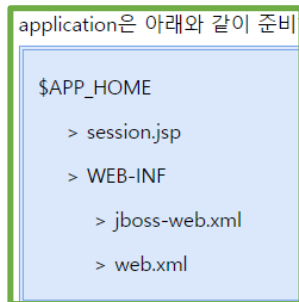 application은 아래와 같이 준비
$APP_HOME
> session.jsp
> WEB-INF
> jboss-web.xml
> web.xml